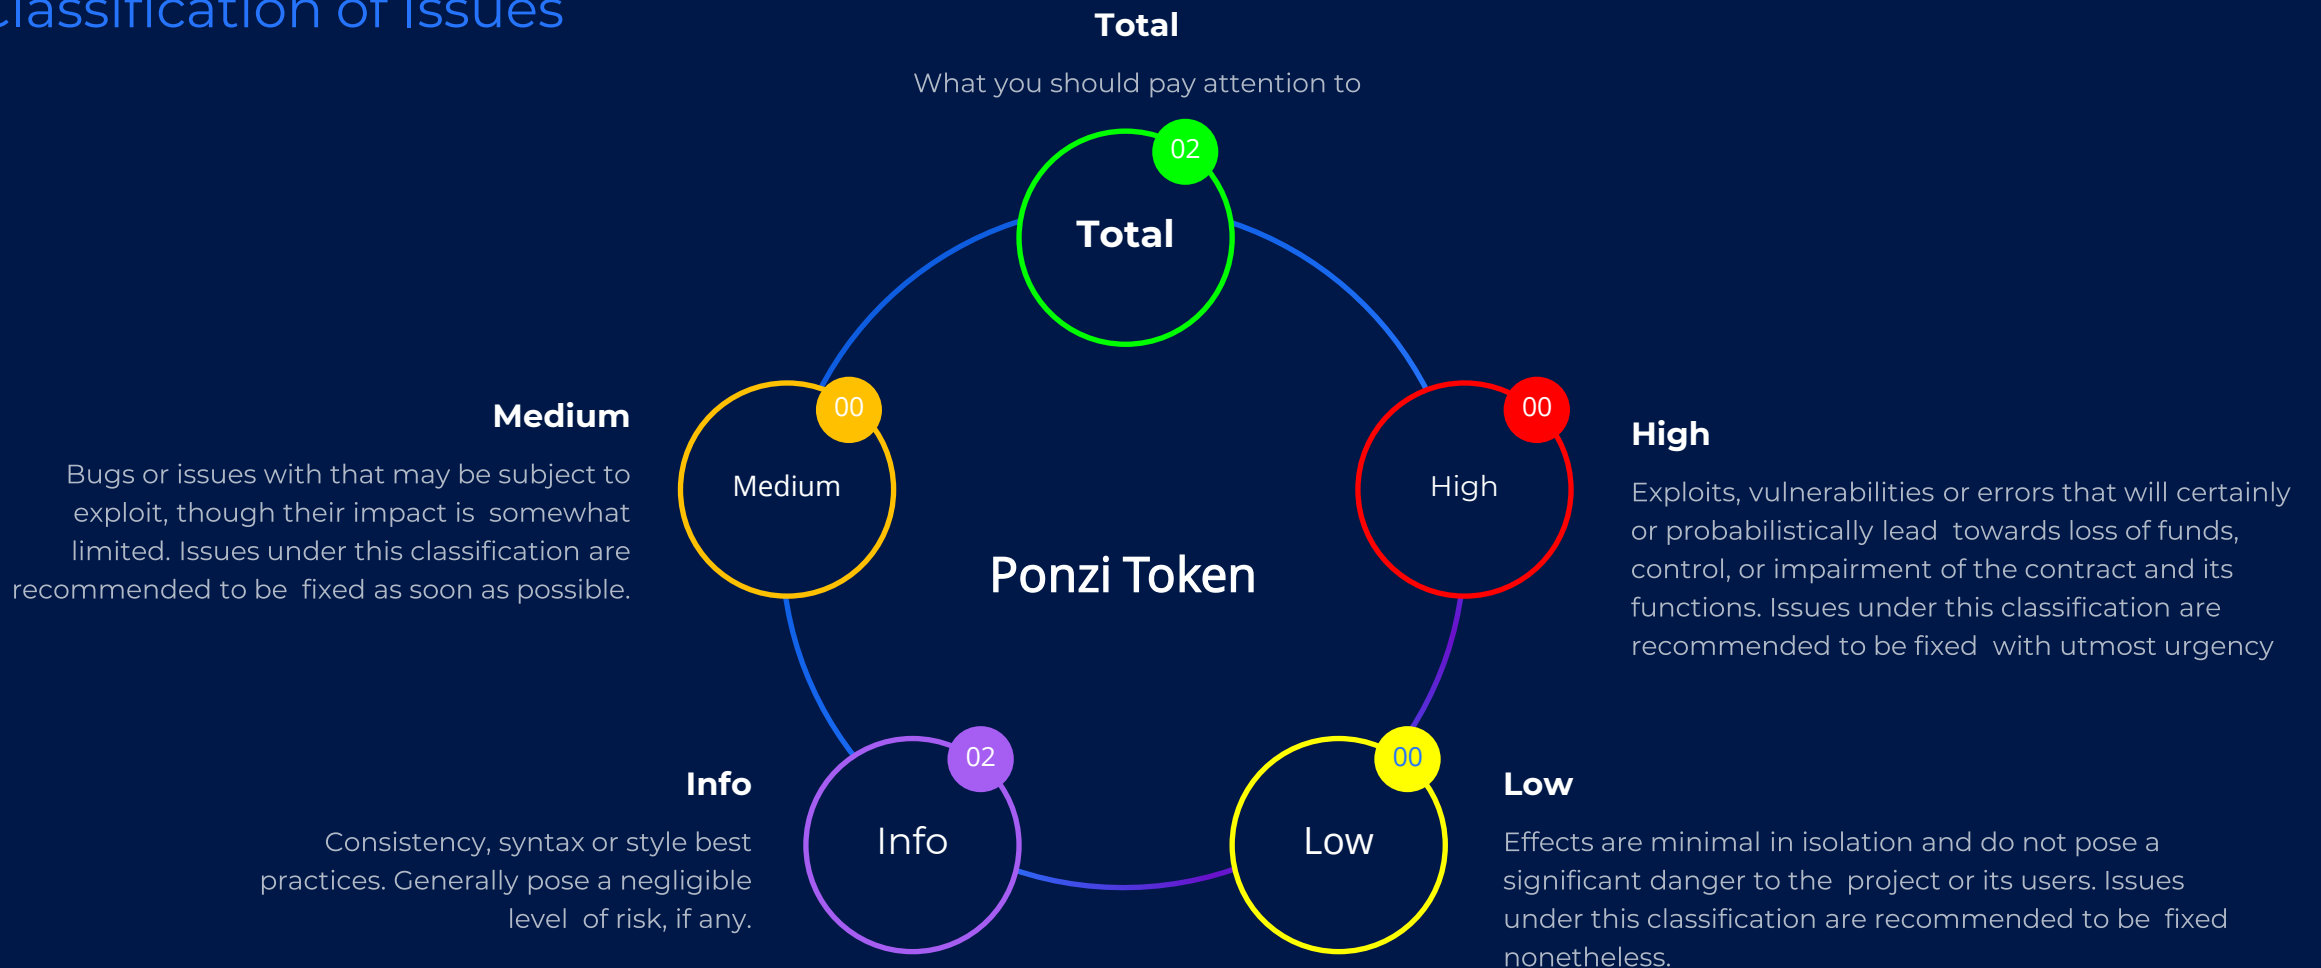 Classification of Issues
Total
What you should pay attention to
02
Total
Medium
Bugs or issues with that may be subject to
exploit, though their impact is somewhat
limited. Issues under this classification are
recommended to be fixed as soon as possible.
00
Medium
00
High
High
Exploits, vulnerabilities or errors that will certainly
or probabilistically lead towards loss of funds,
control, or impairment of the contract and its
functions. Issues under this classification are
recommended to be fixed with utmost urgency
Ponzi Token
Info
Consistency, syntax or style best
practices. Generally pose a negligible
level of risk, if any.
02
Info
00
Low
Low
Effects are minimal in isolation and do not pose a
significant danger to the project or its users. Issues
under this classification are recommended to be fixed
nonetheless.